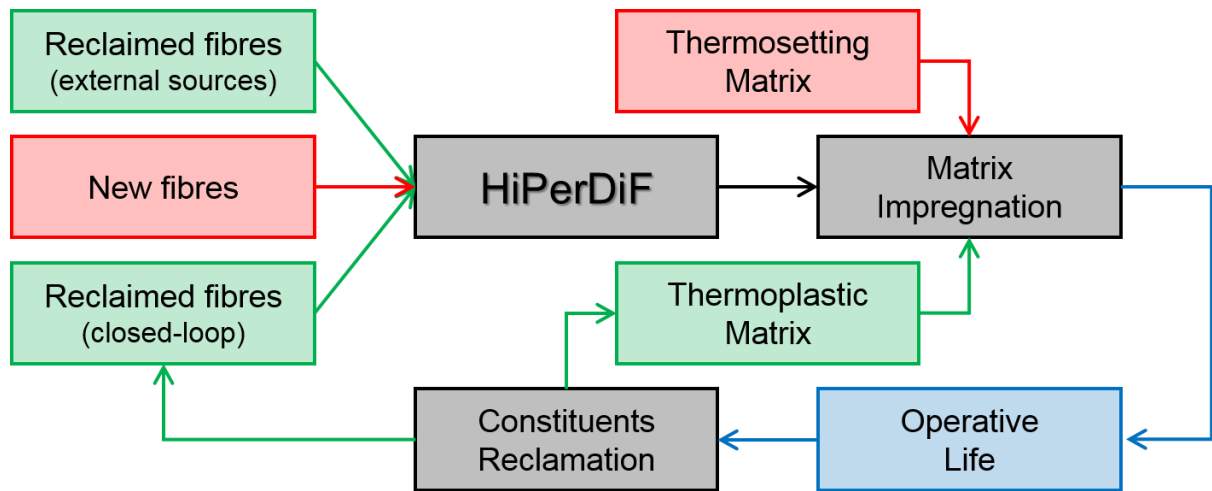 Reclaimed fibres
(external sources)
Thermosetting
Matrix
New fibres
HiPerDiF
Matrix
Impregnation
Reclaimed fibres
(closed-loop)
Thermoplastic
Matrix
Constituents
Reclamation
Operative
Life